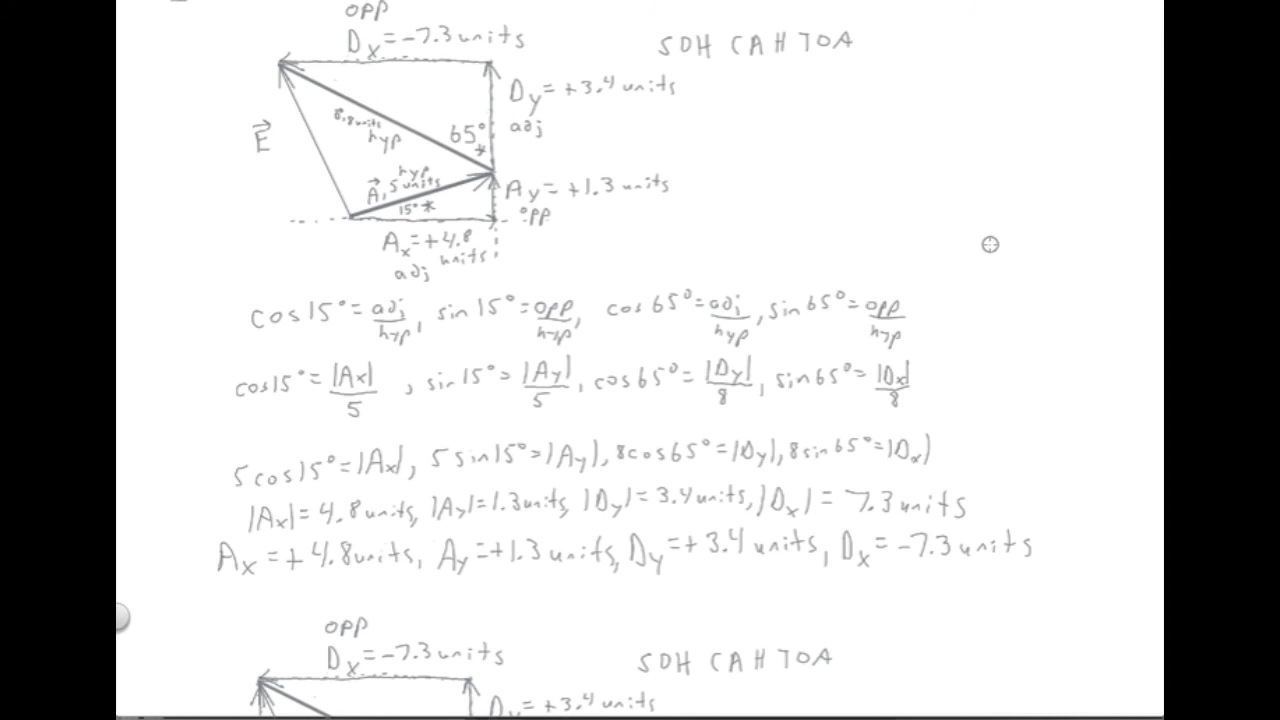 opp
Dx = -7.3 units
SOH CAH TOA
Dy = +3.4 units
adj
8, 8 units
hyp
65° *
E
hyp
A, 5 units
15° *
Ay = +1.3 units
opp
Ax = +4.8 units
adj
cos 15° = adj/hyp, sin 15° = opp/hyp, cos 65° = adj/hyp, sin 65° = opp/hyp
cos 15° = |Ax|/5, sin 15° = |Ay|/5, cos 65° = |Dy|/8, sin 65° = |Dx|/8
5 cos 15° = |Ax|, 5 sin 15° = |Ay|, 8 cos 65° = |Dy|, 8 sin 65° = |Dx|
|Ax| = 4.8 units, |Ay| = 1.3 units, |Dy| = 3.4 units, |Dx| = 7.3 units
Ax = +4.8 units, Ay = +1.3 units, Dy = +3.4 units, Dx = -7.3 units
opp
Dx = -7.3 units
SOH CAH TOA
Dy = +3.4 units